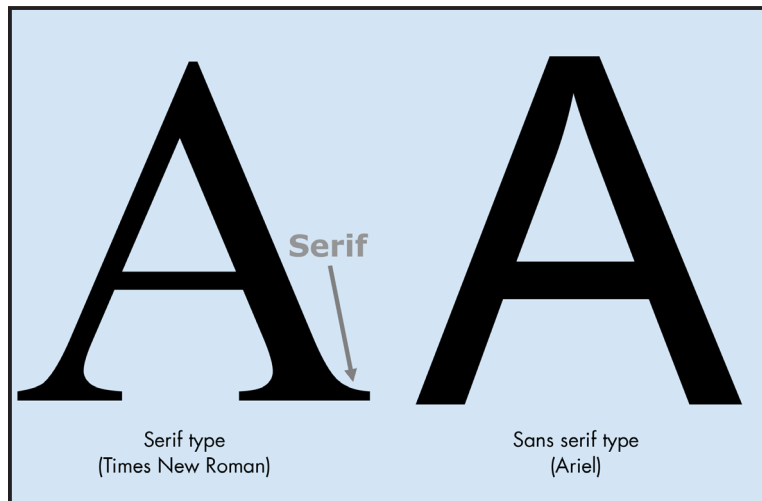 A A
Serif
Serif type
(Times New Roman)
Sans serif type
(Ariel)